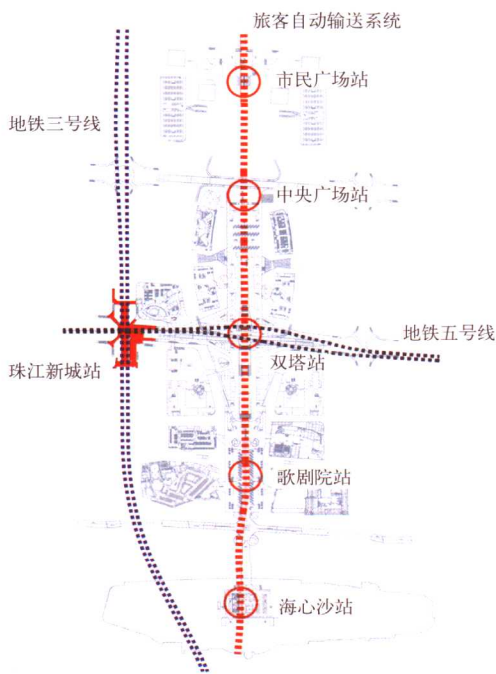 旅客自动输送系统
市民广场站
地铁三号线
中央广场站
地铁五号线
双塔站
珠江新城站
歌剧院站
海心沙站